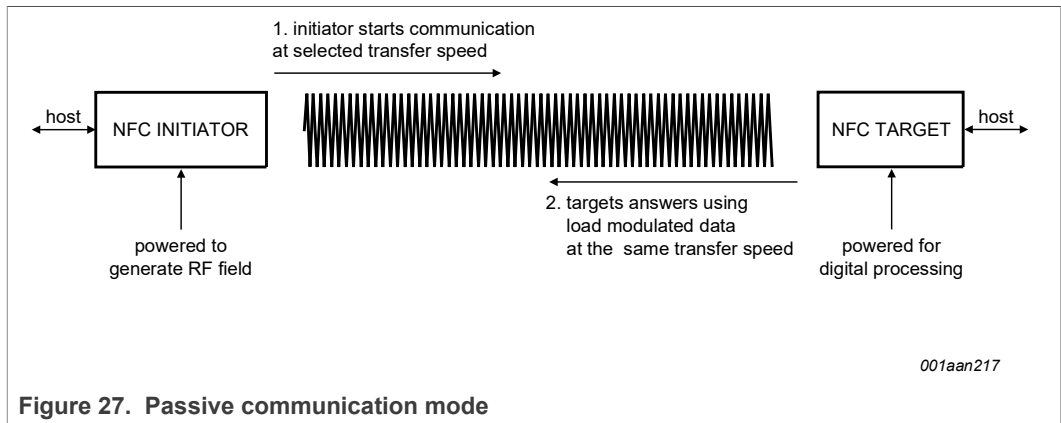 1. initiator starts communication
at selected transfer speed
host
NFC INITIATOR
NFC TARGET
host
2. targets answers using
load modulated data
at the same transfer speed
powered to
generate RF field
powered for
digital processing
001aan217
Figure 27. Passive communication mode